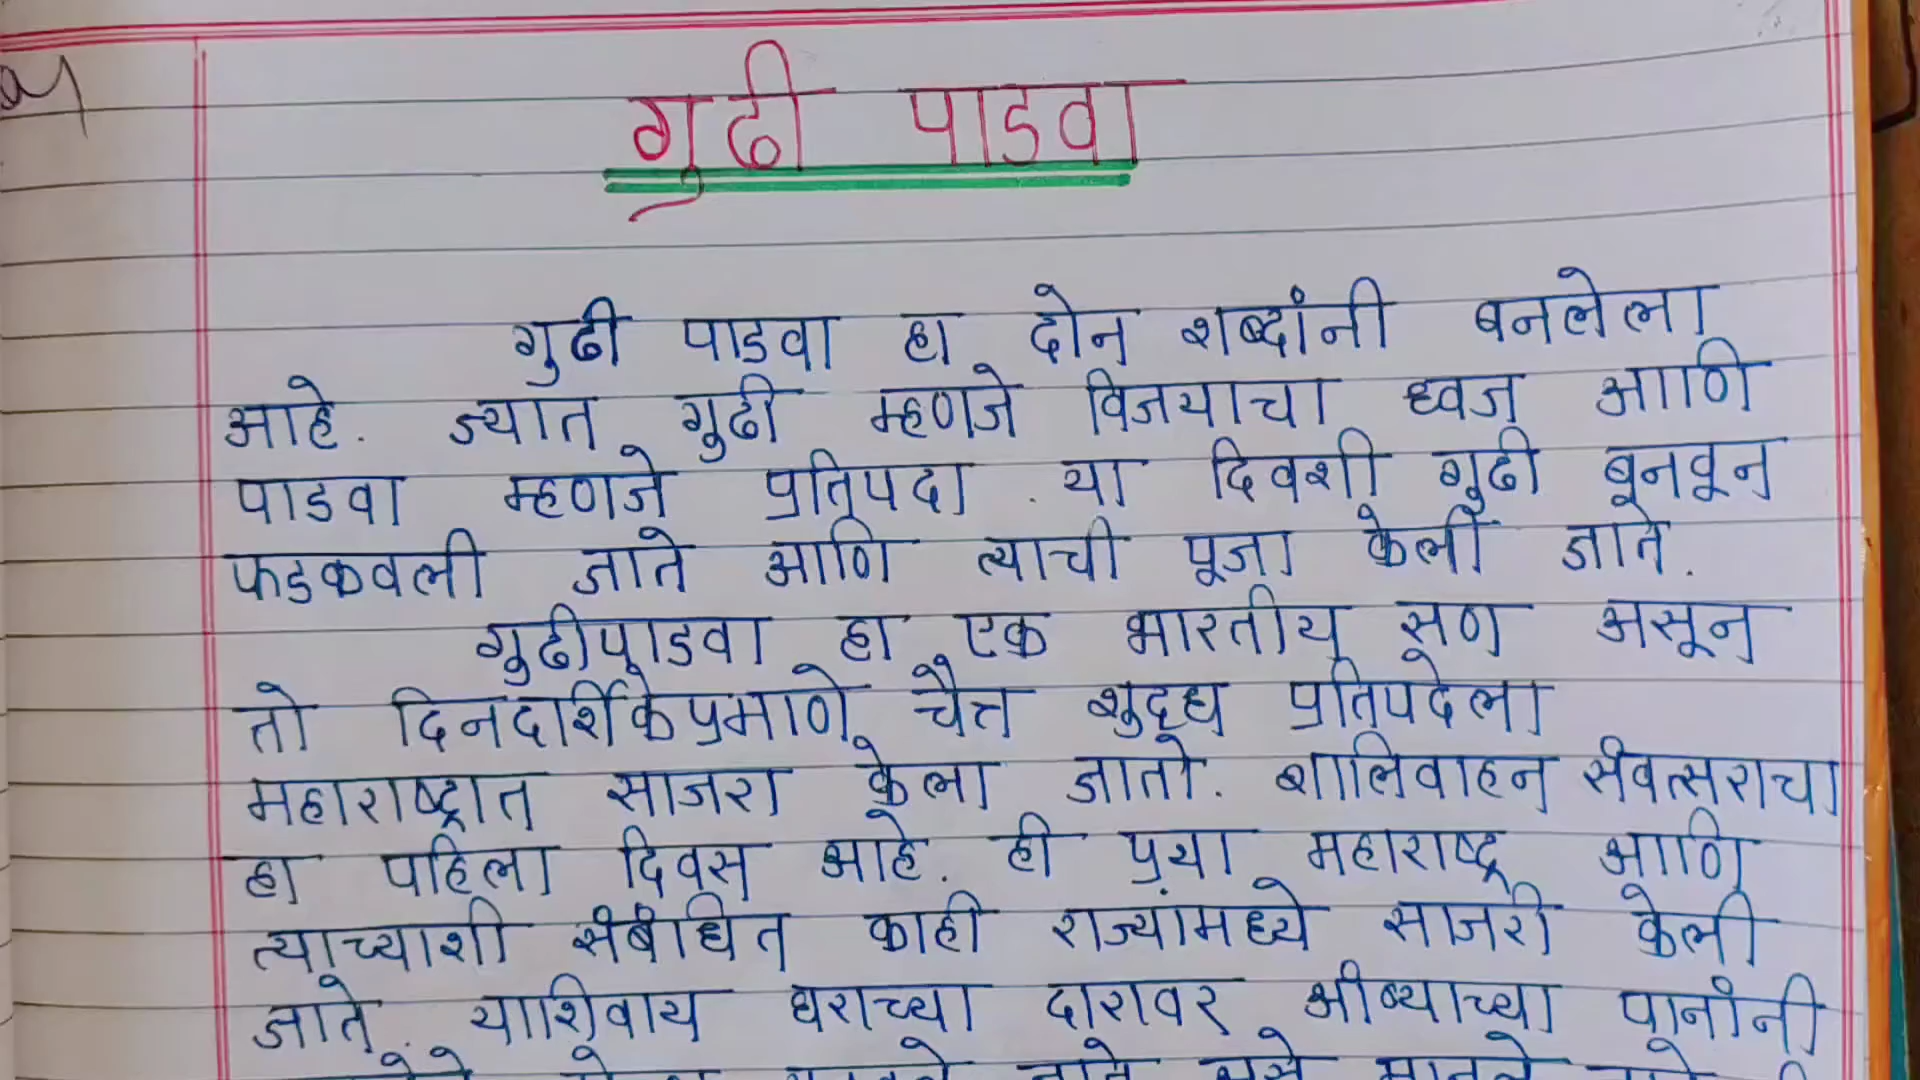 गुढी पाडवा
गुढी पाडवा हा दोन शब्दांनी बनलेला
आहे. ज्यात गुढी म्हणजे विजयाचा ध्वज आणि
पाडवा म्हणजे प्रतिपदा. या दिवशी गुढी बनवून
फडकवली जाते आणि त्याची पूजा केली जाते.
गुढीपाडवा हा एक भारतीय सण असून
तो दिनदर्शिकेप्रमाणे चैत्र शुद्ध प्रतिपदेला
महाराष्ट्रात साजरा केला जातो. शालिवाहन संवत्सराचा
हा पहिला दिवस आहे. ही प्रथा महाराष्ट्र आणि
त्याच्याशी संबंधित काही राज्यांमध्ये साजरी केली
जाते. याशिवाय घराच्या दारावर आंब्याच्या पानांनी